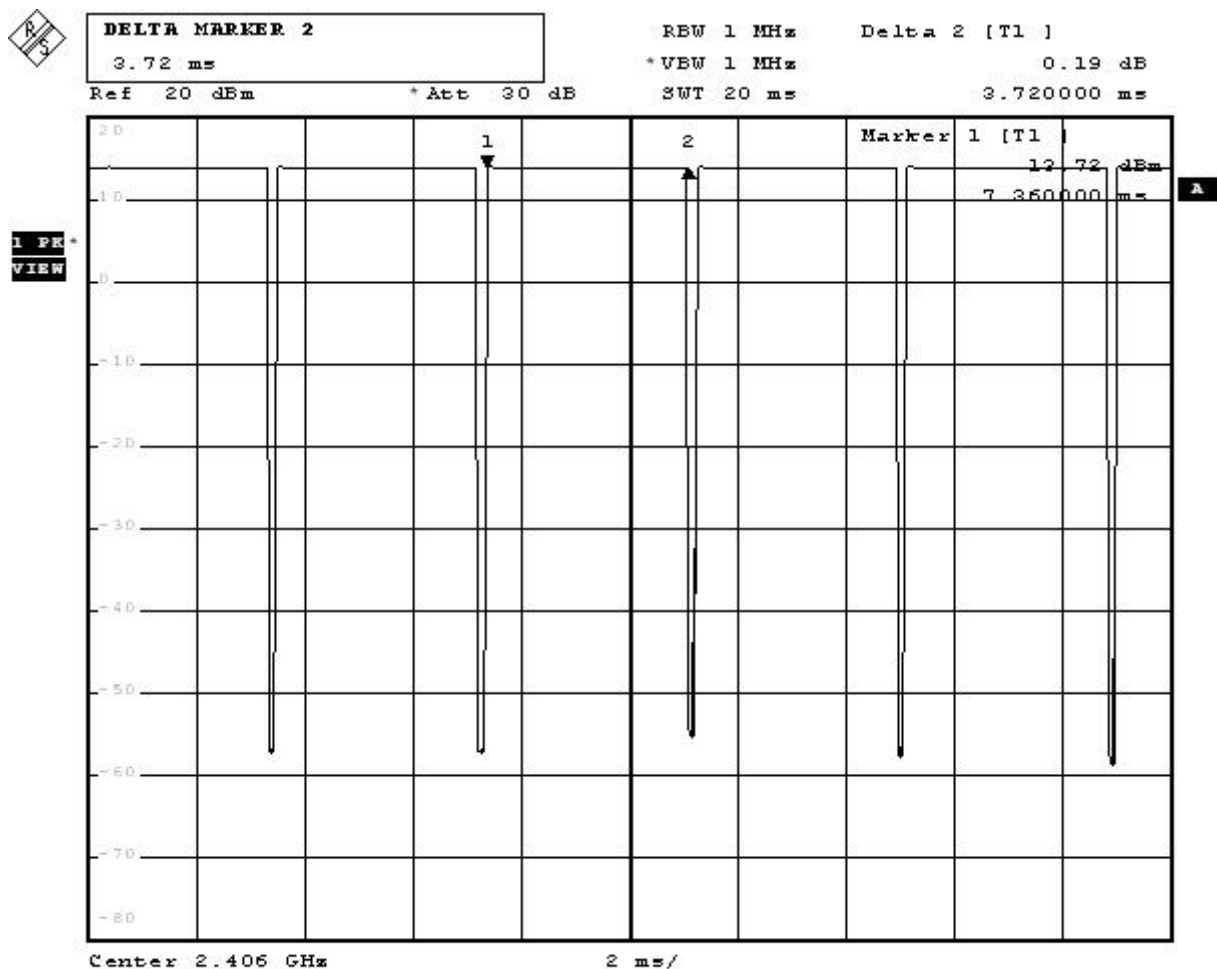 R/S
DELTA MARKER 2
3.72 ms
RBW 1 MHz
Delta 2 [T1 ]
*VBW 1 MHz
0.19 dB
Ref 20 dBm
*Att 30 dB
SWT 20 ms
3.720000 ms
20
1
2
Marker 1 [T1 ]
13.72 dBm
7.360000 ms
A
10
1 PK*
VIEW
0
-10
-20
-30
-40
-50
-60
-70
-80
Center 2.406 GHz
2 ms/